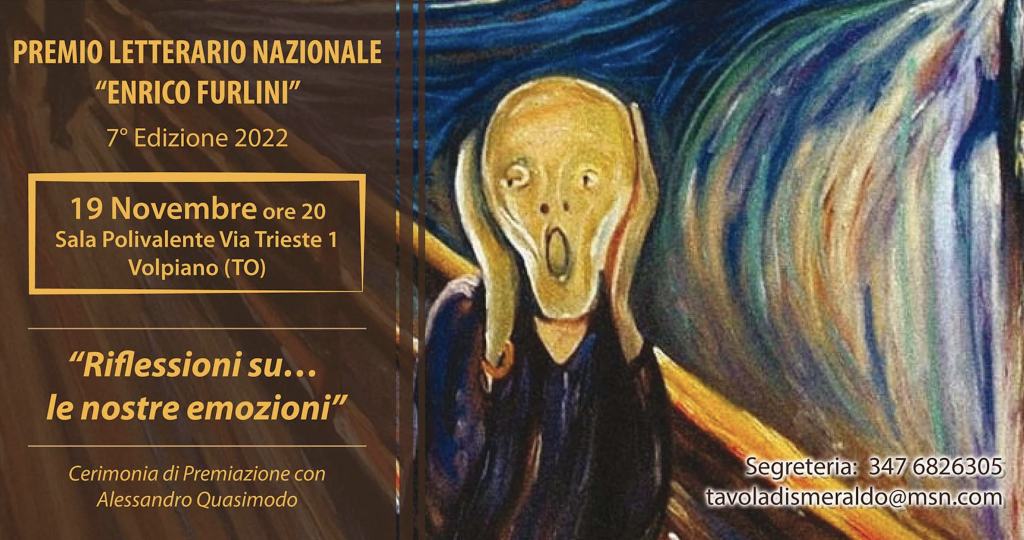 PREMIO LETTERARIO NAZIONALE
“ENRICO FURLINI”
7° Edizione 2022
19 Novembre ore 20
Sala Polivalente Via Trieste 1
Volpiano (TO)
“Riflessioni su...
le nostre emozioni”
Cerimonia di Premiazione con
Alessandro Quasimodo
Segreteria: 347 6826305
tavoladismeraldo@msn.com